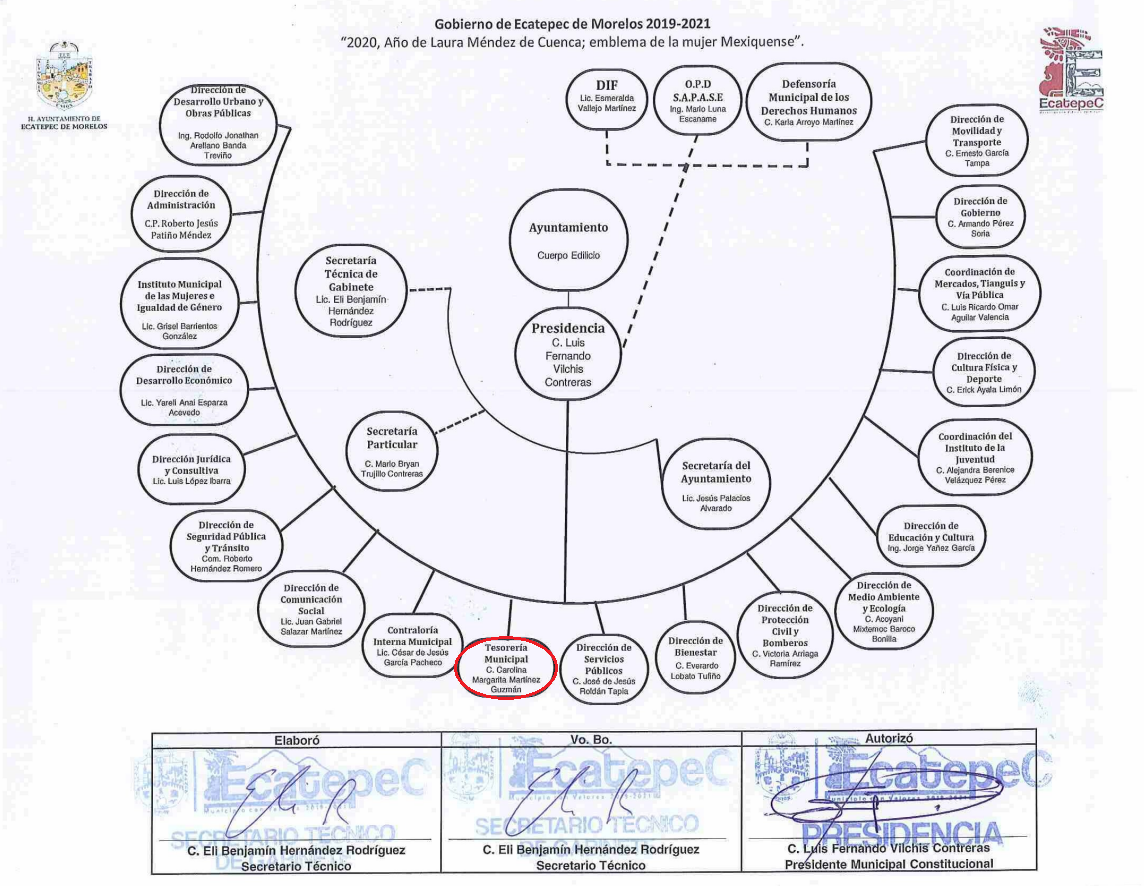 Gobierno de Ecatepec de Morelos 2019-2021
“2020, Año de Laura Méndez de Cuenca; emblema de la mujer Mexiquense”.
H. AYUNTAMIENTO DE
ECATEPEC DE MORELOS
EcatepeC
DIF
Lic. Esmeralda
Vallejo Martínez
O.P.D
S.A.P.A.S.E
Ing. Mario Luna
Escaname
Defensoría
Municipal de los
Derechos Humanos
C. Karla Arroyo Martínez
Dirección de
Desarrollo Urbano y
Obras Públicas
Ing. Rodolfo Jonathan
Arellano Banda
Treviño
Dirección de
Administración
C.P. Roberto Jesús
Patiño Méndez
Instituto Municipal
de las Mujeres e
Igualdad de Género
Lic. Grisel Barrientos
González
Dirección de
Desarrollo Económico
Lic. Yareli Anai Esparza
Acevedo
Dirección Jurídica
y Consultiva
Lic. Luis López Ibarra
Dirección de
Seguridad Pública
y Tránsito
Com. Roberto
Hernández Romero
Dirección de
Comunicación
Social
Lic. Juan Gabriel
Salazar Martínez
Contraloría
Interna Municipal
Lic. César de Jesús
García Pacheco
Tesorería
Municipal
C. Carolina
Margarita Martínez
Guzmán
Dirección de
Servicios
Públicos
C. José de Jesús
Roldán Tapia
Dirección de
Bienestar
C. Everardo
Lobato Tufiño
Dirección de
Protección
Civil y
Bomberos
C. Victoria Arriaga
Ramírez
Dirección de
Medio Ambiente
y Ecología
C. Acoyani
Mixtemoc Baroco
Bonilla
Dirección de
Educación y Cultura
Ing. Jorge Yañez García
Coordinación del
Instituto de la
Juventud
C. Alejandra Berenice
Velázquez Pérez
Dirección de
Cultura Física y
Deporte
C. Erick Ayala Limón
Coordinación de
Mercados, Tianguis y
Vía Pública
C. Luis Ricardo Omar
Aguilar Valencia
Dirección de
Gobierno
C. Armando Pérez
Soria
Dirección de
Movilidad y
Transporte
C. Ernesto García
Tampa
Ayuntamiento
Cuerpo Edilicio
Presidencia
C. Luis
Fernando
Vilchis
Contreras
Secretaría
Técnica de
Gabinete
Lic. Eli Benjamín
Hernández
Rodríguez
Secretaría
Particular
C. Mario Bryan
Trujillo Contreras
Secretaría del
Ayuntamiento
Lic. Jesús Palacios
Alvarado
Elaboró
EcatepeC
SECRETARIO TÉCNICO
DE GABINETE
C. Eli Benjamín Hernández Rodríguez
Secretario Técnico
Vo. Bo.
EcatepeC
SECRETARIO TÉCNICO
C. Eli Benjamín Hernández Rodríguez
Secretario Técnico
Autorizó
EcatepeC
PRESIDENCIA
C. Luis Fernando Vilchis Contreras
Presidente Municipal Constitucional